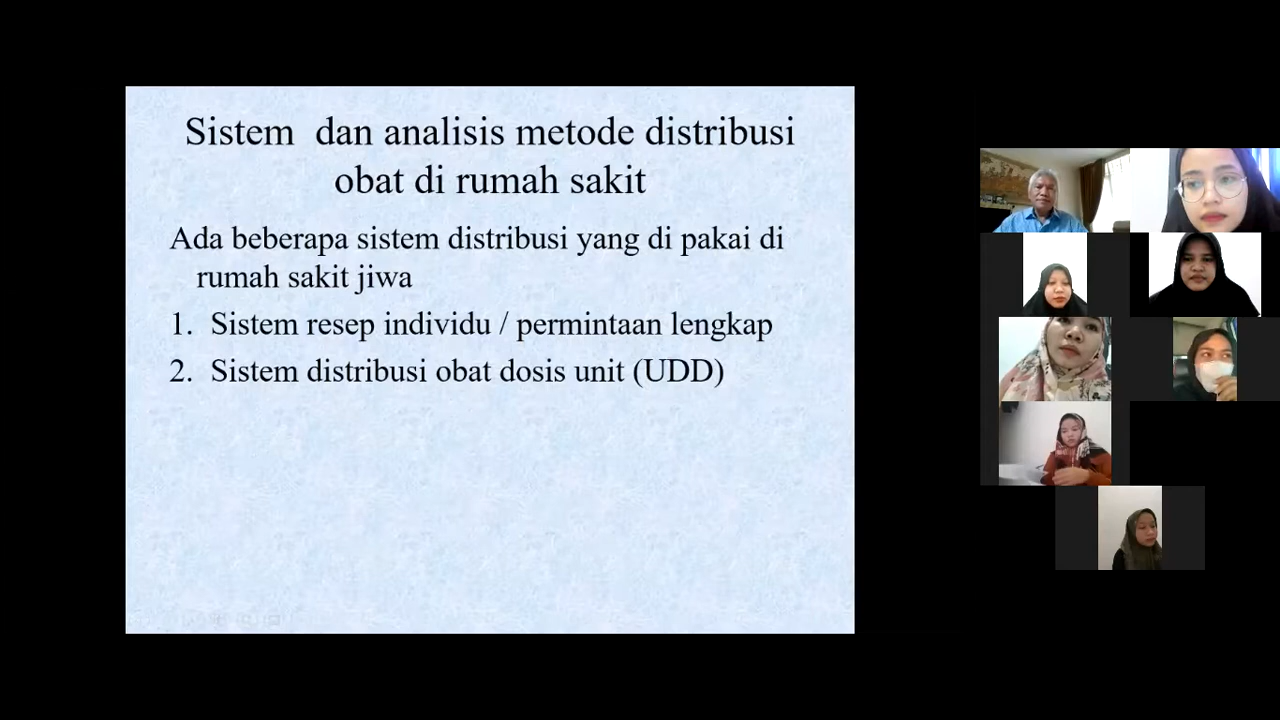 Sistem dan analisis metode distribusi
obat di rumah sakit
Ada beberapa sistem distribusi yang di pakai di
rumah sakit jiwa
1. Sistem resep individu / permintaan lengkap
2. Sistem distribusi obat dosis unit (UDD)